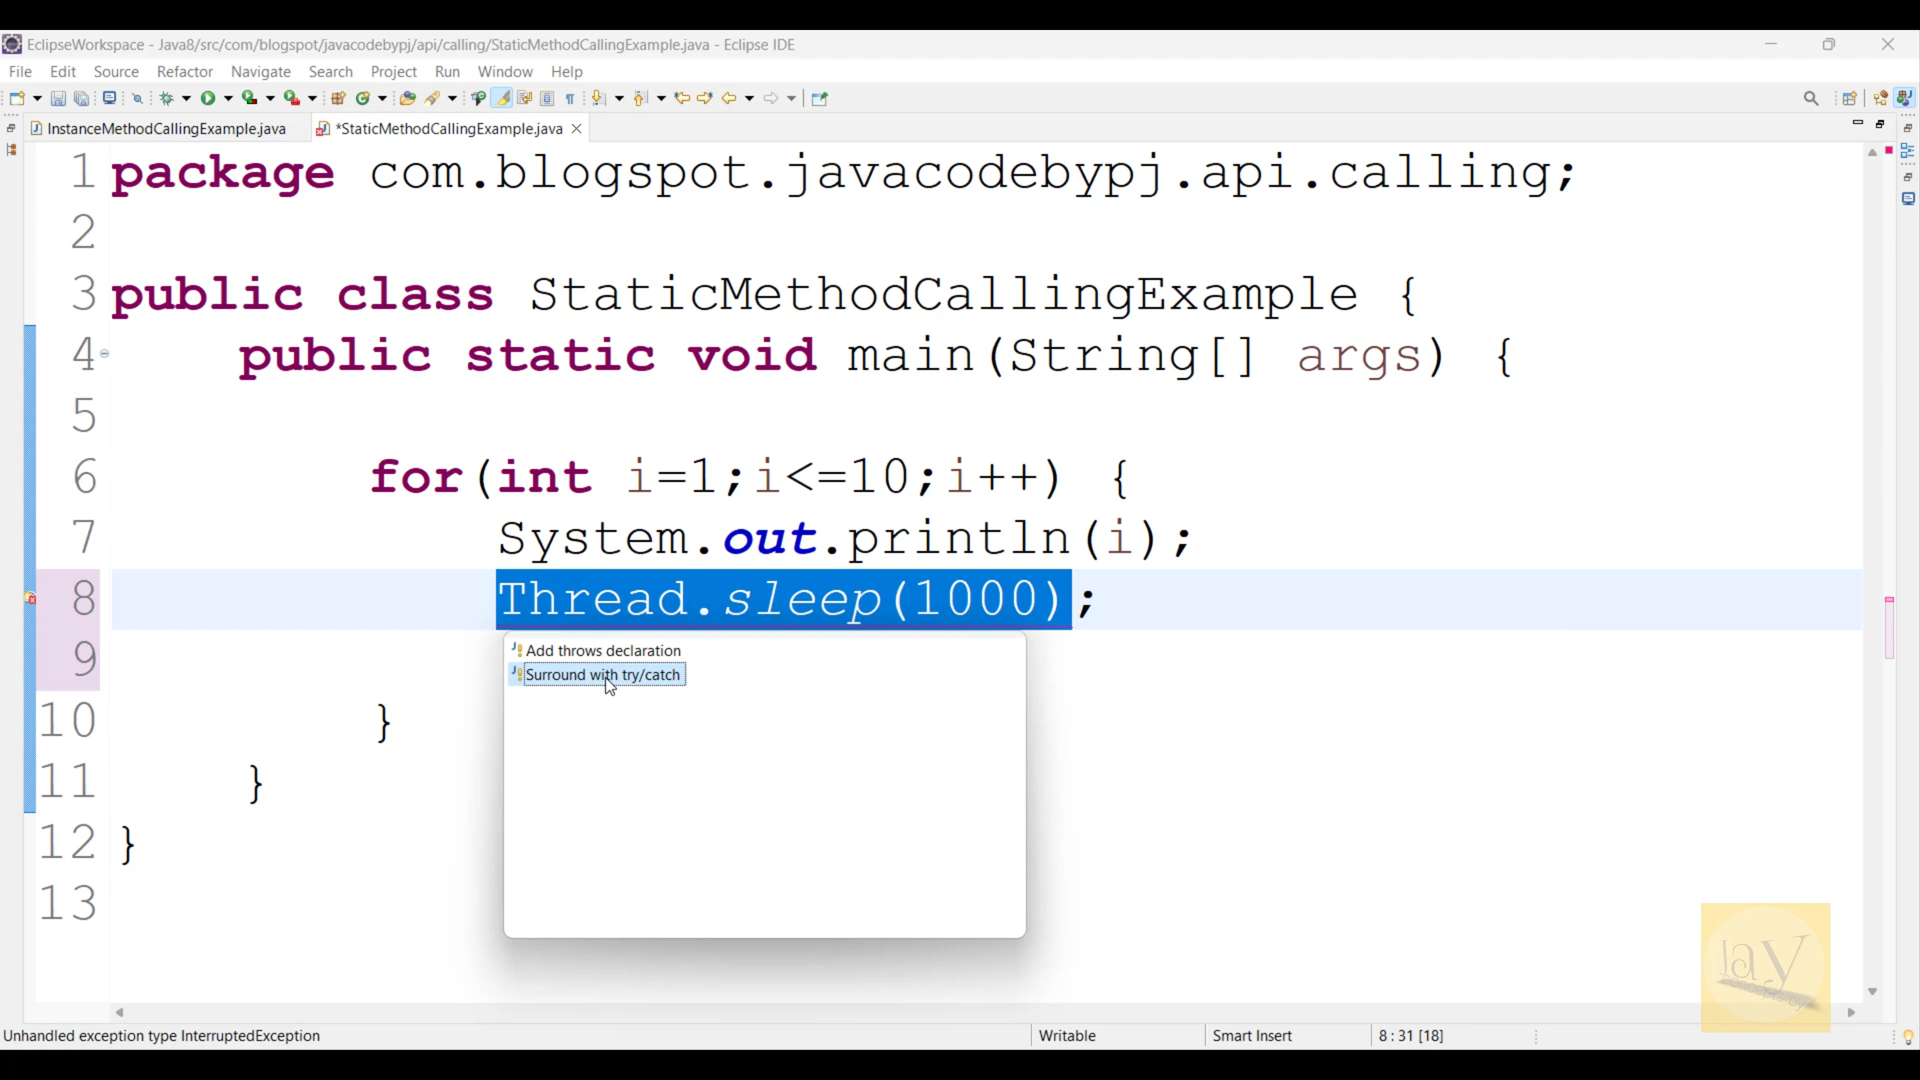 EclipseWorkspace - Java8/src/com/blogspot/javacodebypj/api/calling/StaticMethodCallingExample.java - Eclipse IDE
File Edit Source Refactor Navigate Search Project Run Window Help
InstanceMethodCallingExample.java *StaticMethodCallingExample.java
1 package com.blogspot.javacodebypj.api.calling;
2
3 public class StaticMethodCallingExample {
4 public static void main(String[] args) {
5
6 for(int i=1;i<=10;i++) {
7 System.out.println(i);
8 Thread.sleep(1000);
Add throws declaration
9
Surround with try/catch
10 }
11 }
12 }
13
Jay
Unhandled exception type InterruptedException Writable Smart Insert 8 : 31 [18]